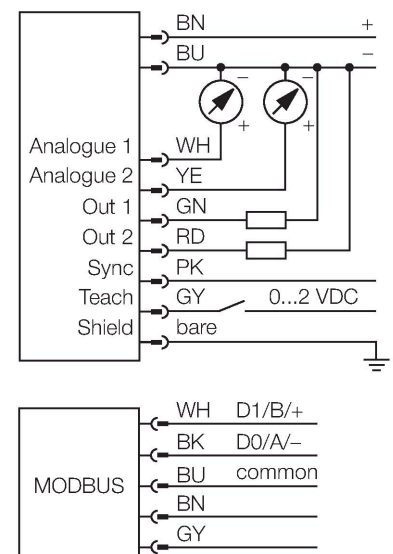 BN +
BU −
− −
+ +
Analogue 1 WH
Analogue 2 YE
Out 1 GN
Out 2 RD
Sync PK
Teach GY 0...2 VDC
Shield bare
WH D1/B/+
BK D0/A/−
MODBUS BU common
BN
GY